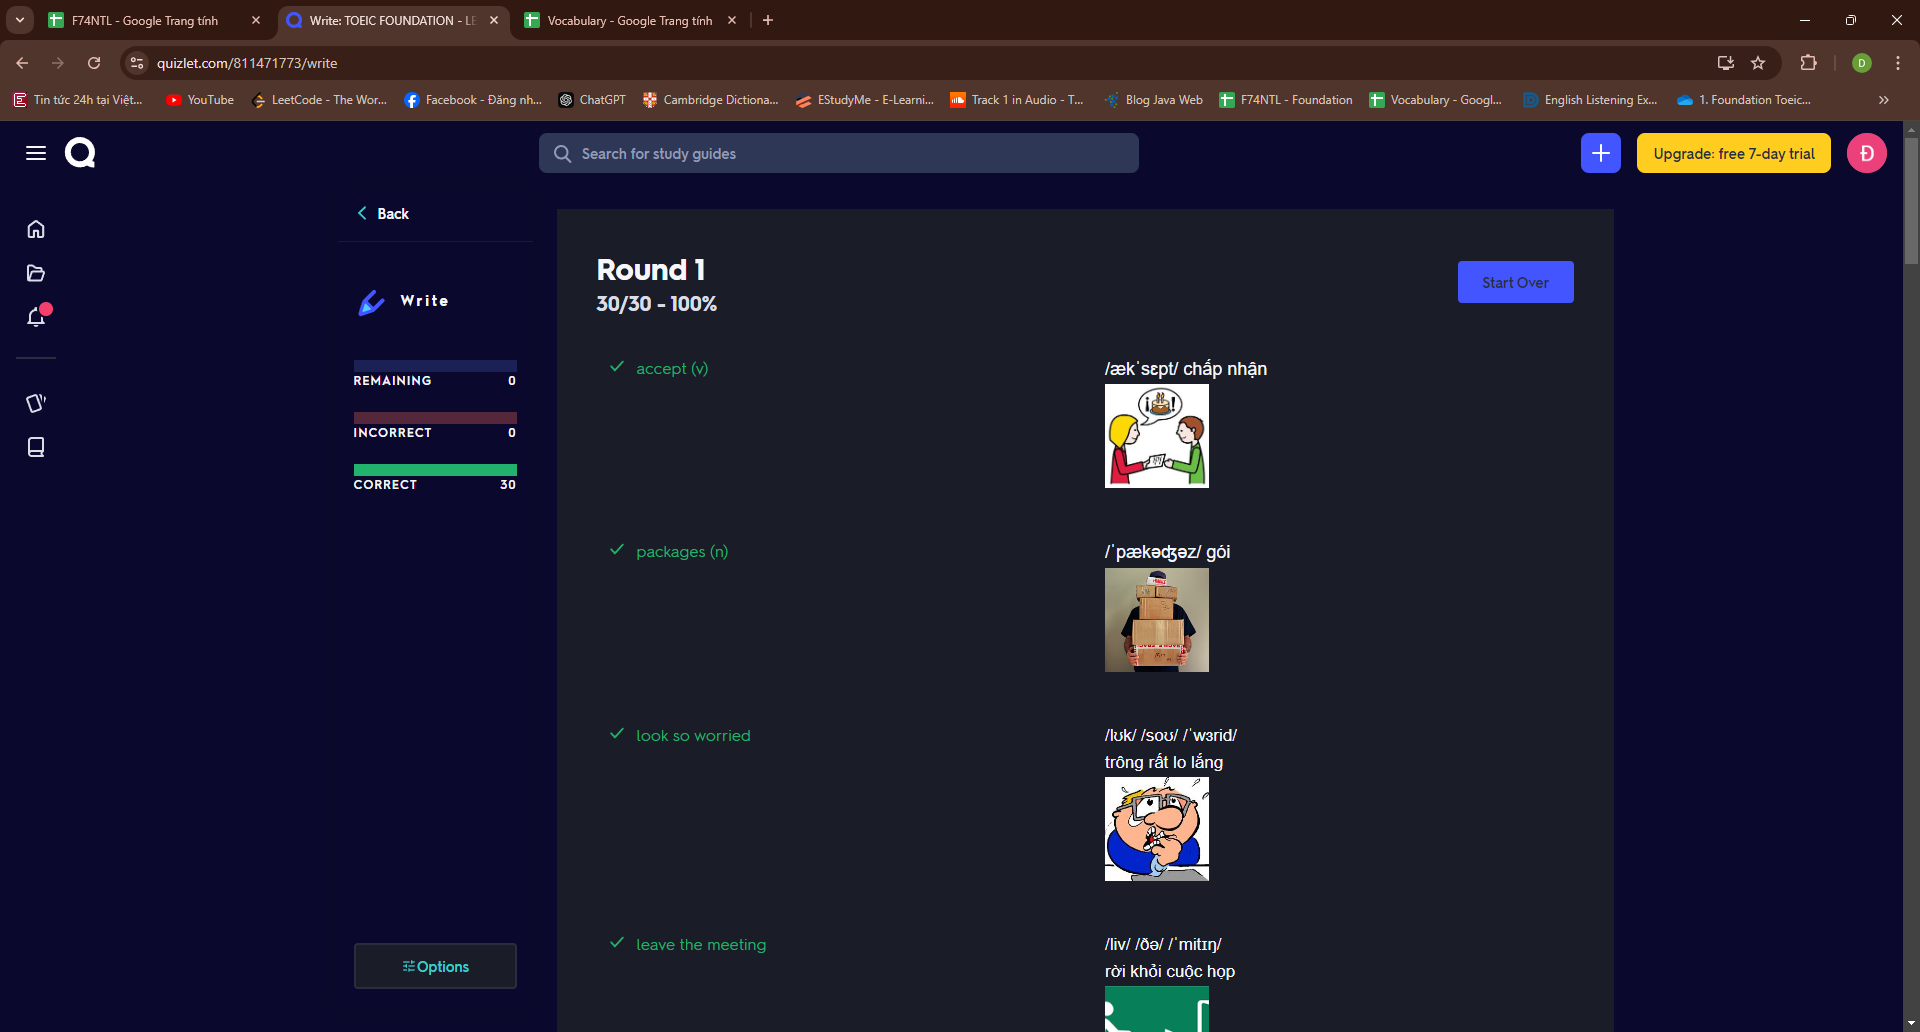 F74NTL - Google Trang tính
Write: TOEIC FOUNDATION - LE
Vocabulary - Google Trang tính
quizlet.com/811471773/write
D
Tin tức 24h tại Việt...
YouTube
LeetCode - The Wor...
Facebook - Đăng nh...
ChatGPT
Cambridge Dictiona...
EStudyMe - E-Learni...
Track 1 in Audio - T...
Blog Java Web
F74NTL - Foundation
Vocabulary - Googl...
English Listening Ex...
1. Foundation Toeic...
Search for study guides
Upgrade: free 7-day trial
Đ
Back
Write
REMAINING 0
INCORRECT 0
CORRECT 30
Options
Round 1
30/30 - 100%
Start Over
accept (v)
/ækˈsɛpt/ chấp nhận
packages (n)
/ˈpækəʤəz/ gói
look so worried
/lʊk/ /soʊ/ /ˈwɜrid/
trông rất lo lắng
leave the meeting
/liv/ /ðə/ /ˈmitɪŋ/
rời khỏi cuộc họp